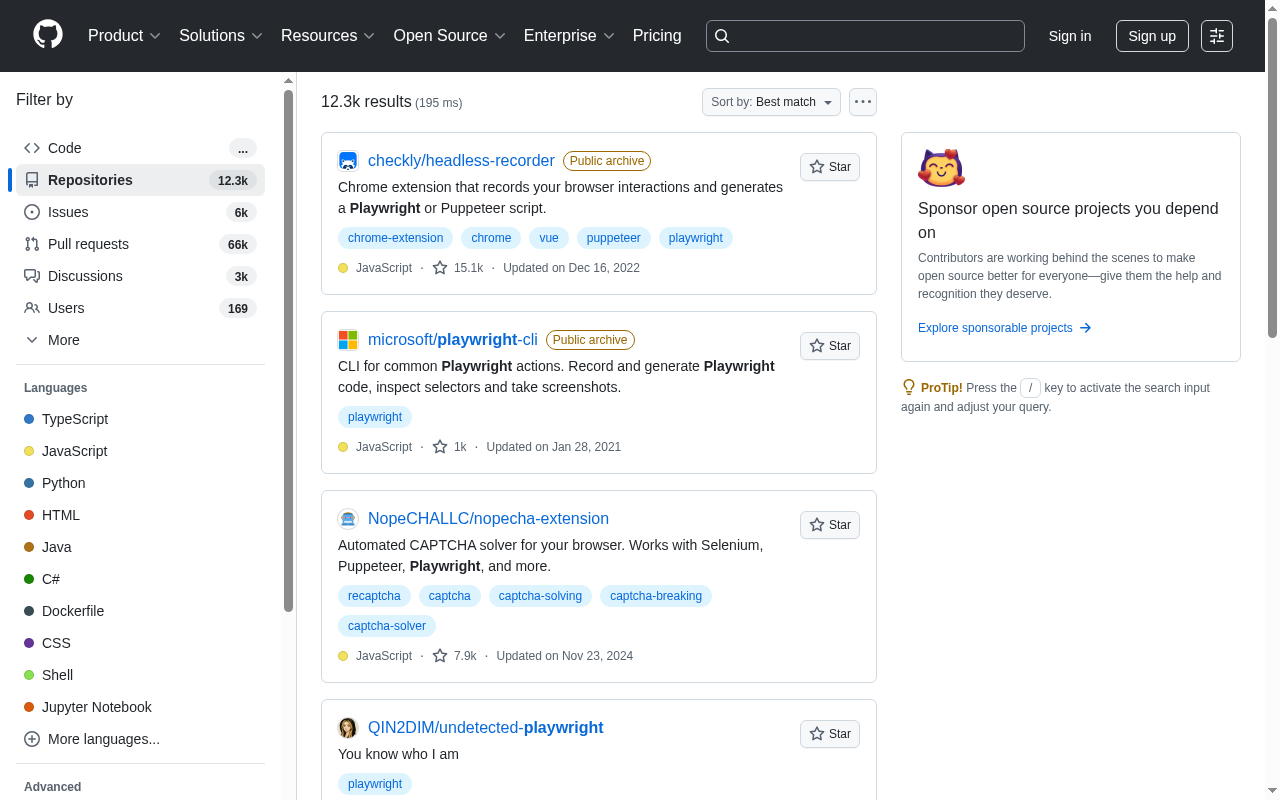 Product
Solutions
Resources
Open Source
Enterprise
Pricing
Sign in
Sign up
Filter by
Code
...
Repositories
12.3k
Issues
6k
Pull requests
66k
Discussions
3k
Users
169
More
Languages
TypeScript
JavaScript
Python
HTML
Java
C#
Dockerfile
CSS
Shell
Jupyter Notebook
More languages...
Advanced
12.3k results (195 ms)
Sort by: Best match
checkly/headless-recorder
Public archive
Star
Chrome extension that records your browser interactions and generates
a Playwright or Puppeteer script.
chrome-extension
chrome
vue
puppeteer
playwright
JavaScript · 15.1k · Updated on Dec 16, 2022
microsoft/playwright-cli
Public archive
Star
CLI for common Playwright actions. Record and generate Playwright
code, inspect selectors and take screenshots.
playwright
JavaScript · 1k · Updated on Jan 28, 2021
NopeCHALLC/nopecha-extension
Star
Automated CAPTCHA solver for your browser. Works with Selenium,
Puppeteer, Playwright, and more.
recaptcha
captcha
captcha-solving
captcha-breaking
captcha-solver
JavaScript · 7.9k · Updated on Nov 23, 2024
QIN2DIM/undetected-playwright
Star
You know who I am
playwright
Sponsor open source projects you depend
on
Contributors are working behind the scenes to make
open source better for everyone—give them the help and
recognition they deserve.
Explore sponsorable projects
ProTip! Press the / key to activate the search input
again and adjust your query.